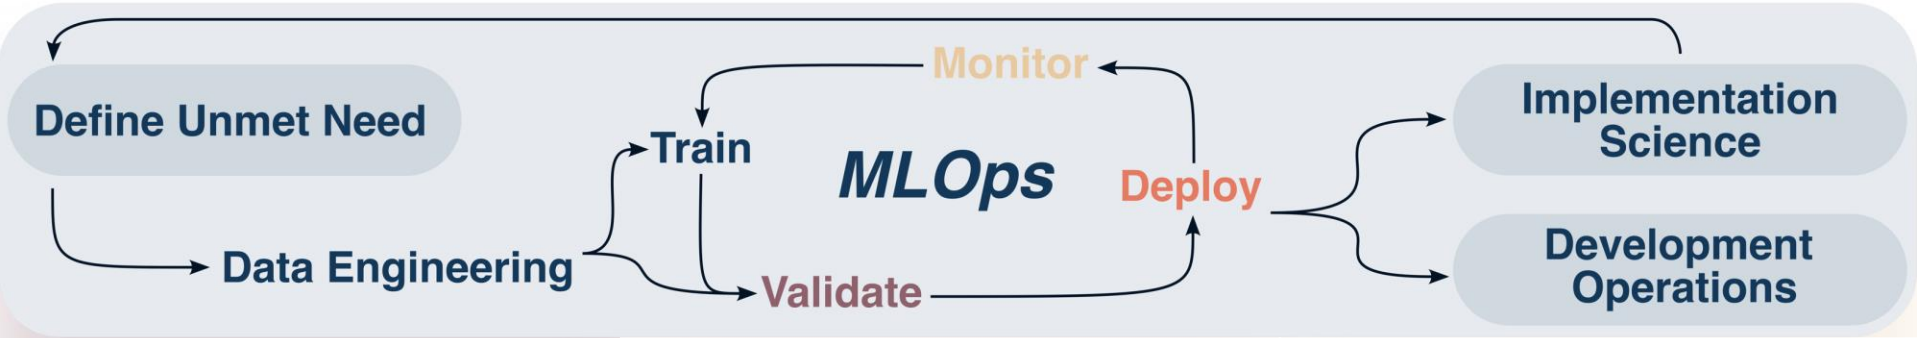 Define Unmet Need
Data Engineering
Train
Monitor
MLOps
Validate
Deploy
Implementation
Science
Development
Operations